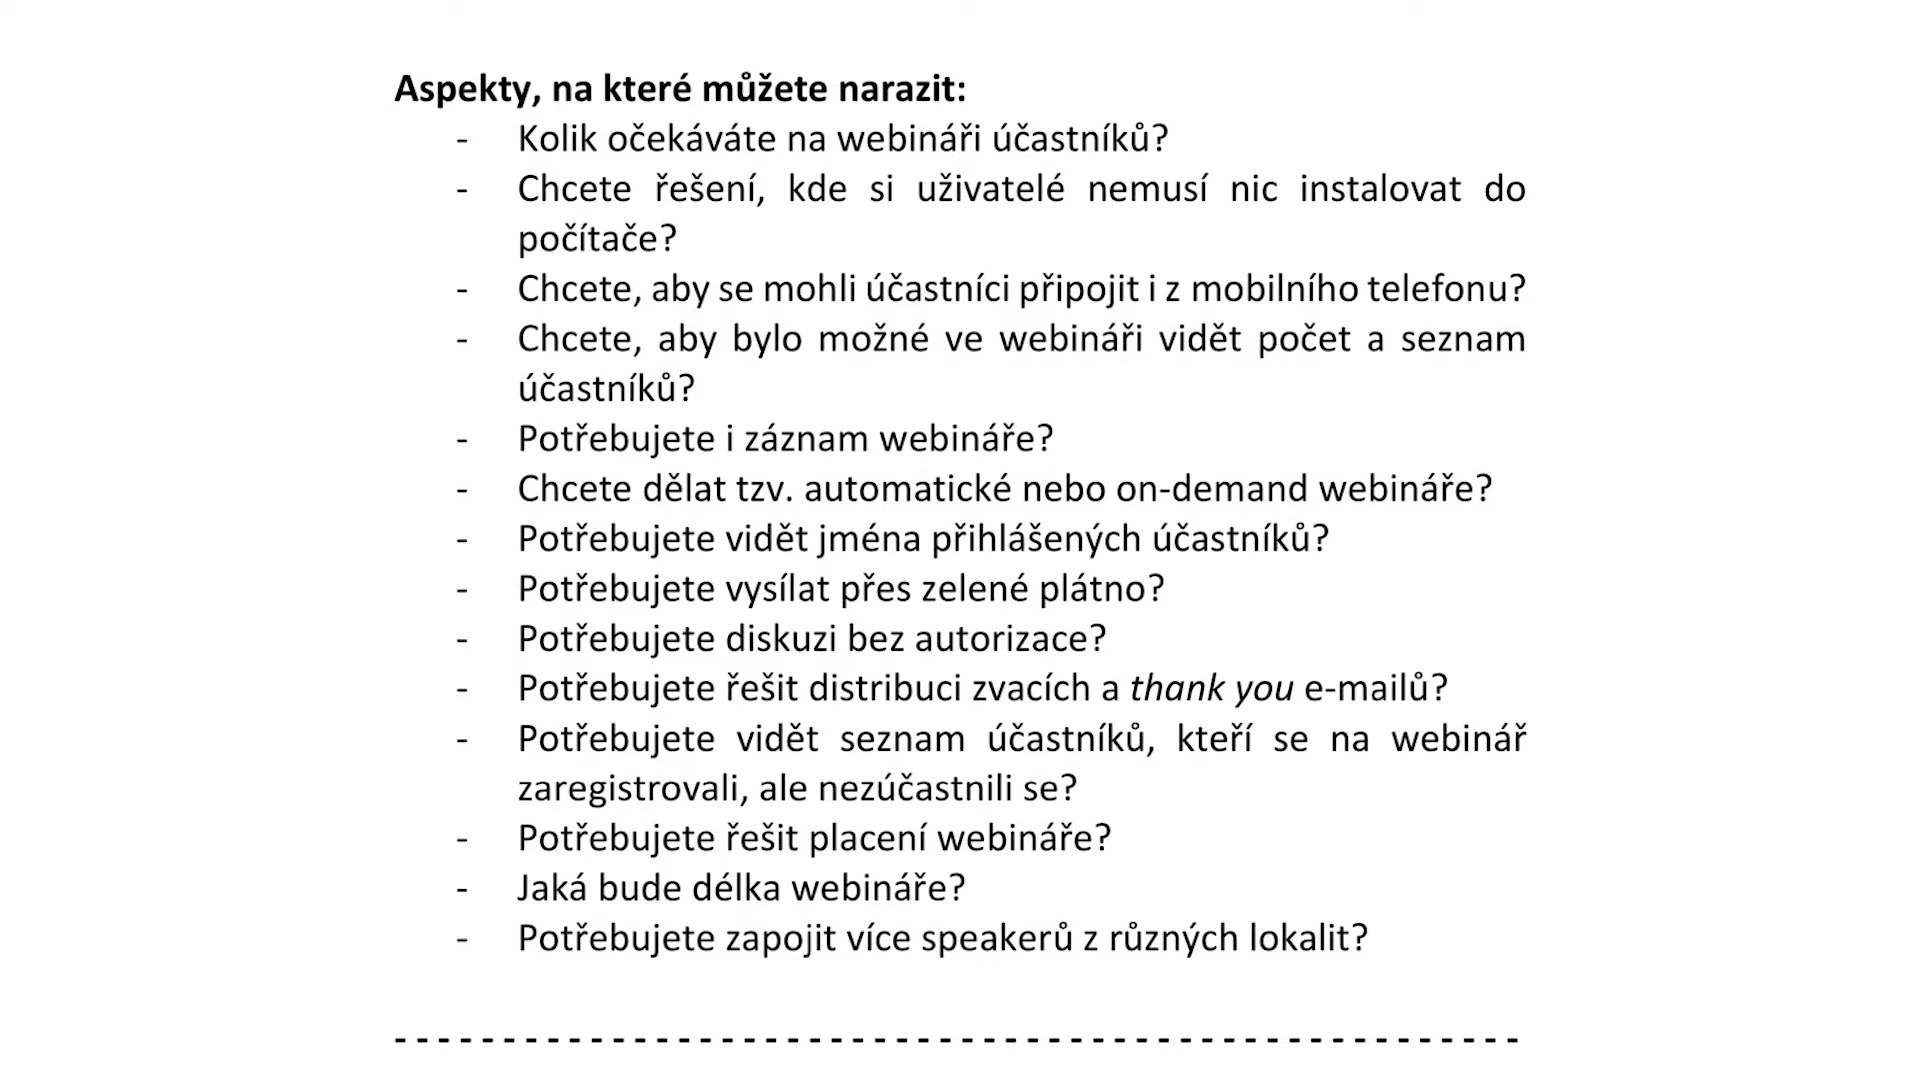 Aspekty, na které můžete narazit:
- Kolik očekáváte na webináři účastníků?
- Chcete řešení, kde si uživatelé nemusí nic instalovat do
počítače?
- Chcete, aby se mohli účastníci připojit i z mobilního telefonu?
- Chcete, aby bylo možné ve webináři vidět počet a seznam
účastníků?
- Potřebujete i záznam webináře?
- Chcete dělat tzv. automatické nebo on-demand webináře?
- Potřebujete vidět jména přihlášených účastníků?
- Potřebujete vysílat přes zelené plátno?
- Potřebujete diskuzi bez autorizace?
- Potřebujete řešit distribuci zvacích a thank you e-mailů?
- Potřebujete vidět seznam účastníků, kteří se na webinář
zaregistrovali, ale nezúčastnili se?
- Potřebujete řešit placení webináře?
- Jaká bude délka webináře?
- Potřebujete zapojit více speakerů z různých lokalit?